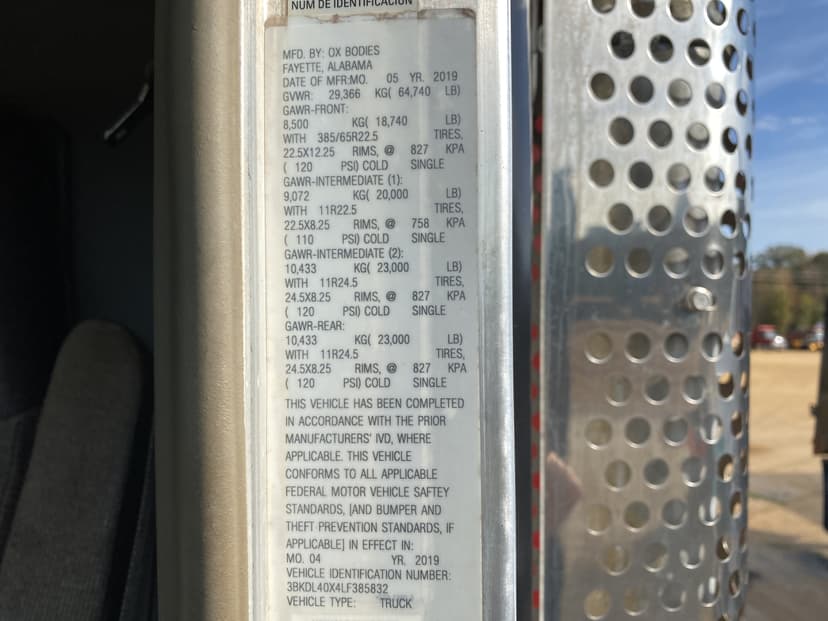 NUM DE IDENTIFICACION
MFD. BY: OX BODIES
FAYETTE, ALABAMA
DATE OF MFR:MO. 05 YR. 2019
GVWR: 29,366 KG( 64,740 LB)
GAWR-FRONT:
8,500 KG( 18,740 LB)
WITH 385/65R22.5 TIRES,
22.5X12.25 RIMS, @ 827 KPA
( 120 PSI) COLD SINGLE
GAWR-INTERMEDIATE (1):
9,072 KG( 20,000 LB)
WITH 11R22.5 TIRES,
22.5X8.25 RIMS, @ 758 KPA
( 110 PSI) COLD SINGLE
GAWR-INTERMEDIATE (2):
10,433 KG( 23,000 LB)
WITH 11R24.5 TIRES,
24.5X8.25 RIMS, @ 827 KPA
( 120 PSI) COLD SINGLE
GAWR-REAR:
10,433 KG( 23,000 LB)
WITH 11R24.5 TIRES,
24.5X8.25 RIMS, @ 827 KPA
( 120 PSI) COLD SINGLE
THIS VEHICLE HAS BEEN COMPLETED
IN ACCORDANCE WITH THE PRIOR
MANUFACTURERS' IVD, WHERE
APPLICABLE. THIS VEHICLE
CONFORMS TO ALL APPLICABLE
FEDERAL MOTOR VEHICLE SAFTEY
STANDARDS, [AND BUMPER AND
THEFT PREVENTION STANDARDS, IF
APPLICABLE] IN EFFECT IN:
MO. 04 YR. 2019
VEHICLE IDENTIFICATION NUMBER:
3BKDL40X4LF385832
VEHICLE TYPE: TRUCK